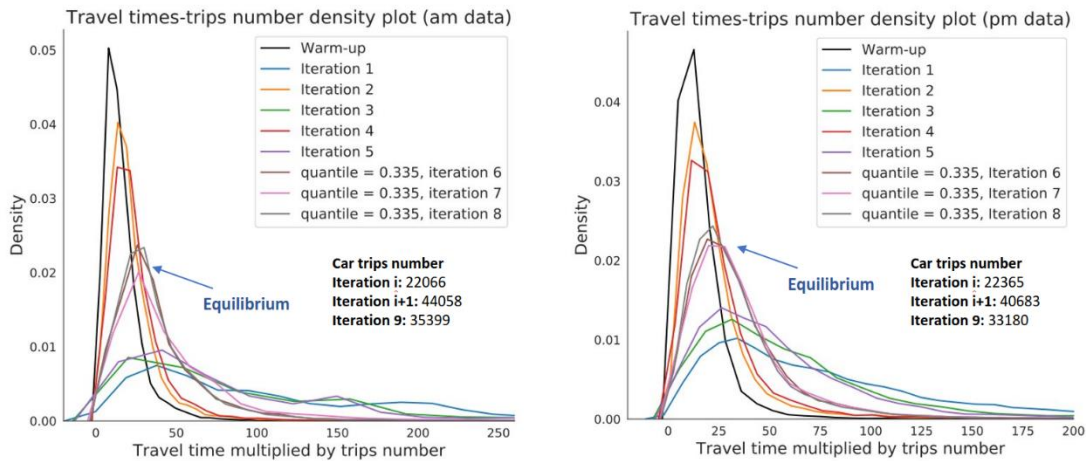 Travel times-trips number density plot (am data)
Warm-up
Iteration 1
Iteration 2
Iteration 3
Iteration 4
Iteration 5
quantile = 0.335, iteration 6
quantile = 0.335, iteration 7
quantile = 0.335, iteration 8
0.05
0.04
0.03
0.02
0.01
0.00
Density
Equilibrium
Car trips number
Iteration i: 22066
Iteration i+1: 44058
Iteration 9: 35399
0 50 100 150 200 250
Travel time multiplied by trips number
Travel times-trips number density plot (pm data)
Warm-up
Iteration 1
Iteration 2
Iteration 3
Iteration 4
Iteration 5
quantile = 0.335, Iteration 6
quantile = 0.335, Iteration 7
quantile = 0.335, Iteration 8
0.04
0.03
0.02
0.01
0.00
Density
Equilibrium
Car trips number
Iteration i: 22365
Iteration i+1: 40683
Iteration 9: 33180
0 25 50 75 100 125 150 175 200
Travel time multiplied by trips number